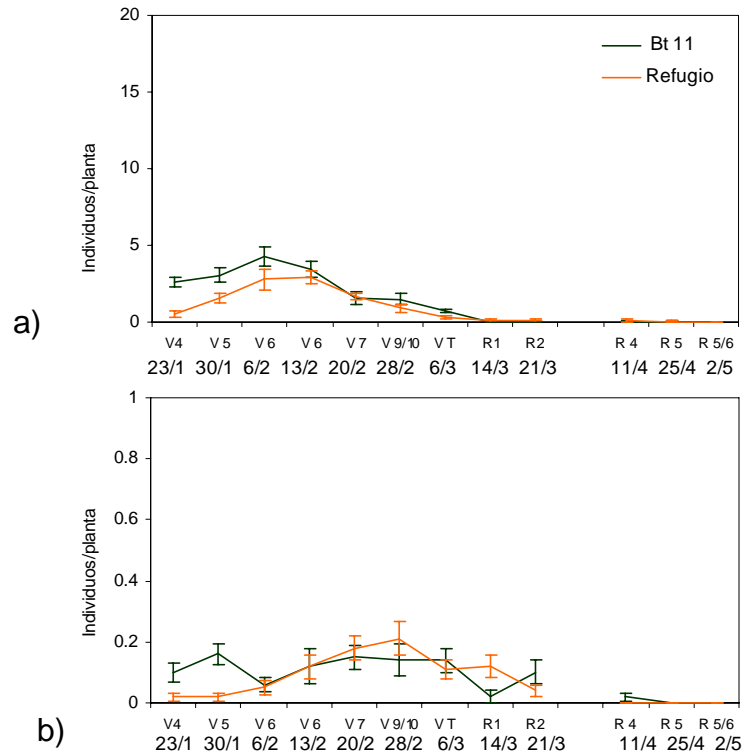 20
15
10
5
0
Individuos/planta
Bt 11
Refugio
a)
V4 V 5 V 6 V 6 V 7 V 9/10 V T R1 R2 R 4 R 5 R 5/6
23/1 30/1 6/2 13/2 20/2 28/2 6/3 14/3 21/3 11/4 25/4 2/5
1
0.8
0.6
0.4
0.2
0
Individuos/planta
b)
V4 V 5 V 6 V 6 V 7 V 9/10 V T R1 R2 R 4 R 5 R 5/6
23/1 30/1 6/2 13/2 20/2 28/2 6/3 14/3 21/3 11/4 25/4 2/5